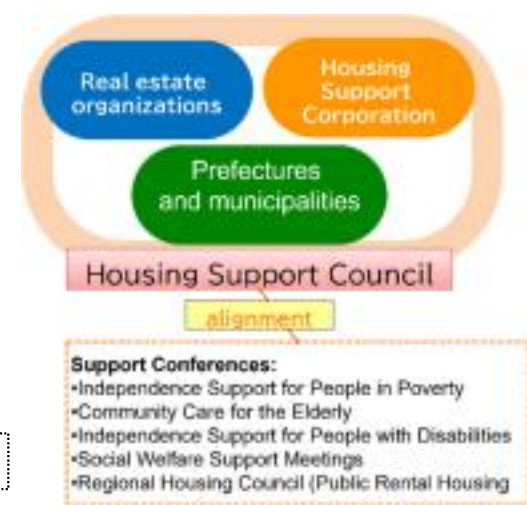 Real estate
organizations
Housing
Support
Corporation
Prefectures
and municipalities
Housing Support Council
alignment
Support Conferences:
•Independence Support for People in Poverty
•Community Care for the Elderly
•Independence Support for People with Disabilities
•Social Welfare Support Meetings
•Regional Housing Council (Public Rental Housing